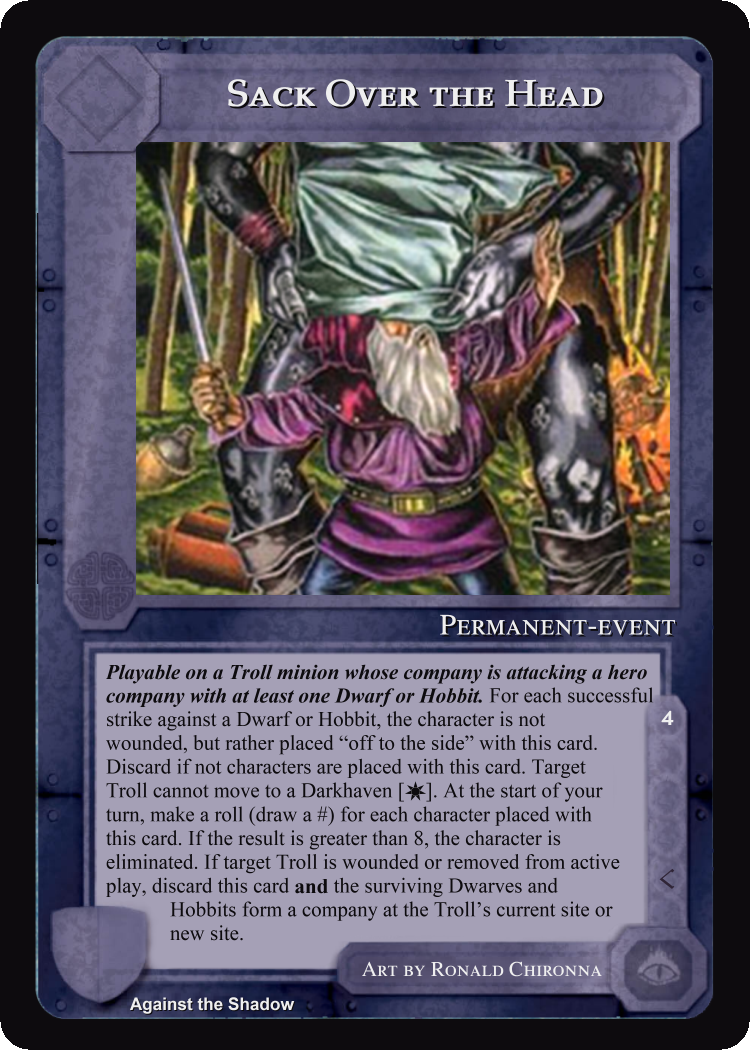 Sack Over the Head
Permanent-event
Playable on a Troll minion whose company is attacking a hero
company with at least one Dwarf or Hobbit. For each successful
strike against a Dwarf or Hobbit, the character is not
wounded, but rather placed “off to the side” with this card.
Discard if not characters are placed with this card. Target
Troll cannot move to a Darkhaven [☀]. At the start of your
turn, make a roll (draw a #) for each character placed with
this card. If the result is greater than 8, the character is
eliminated. If target Troll is wounded or removed from active
play, discard this card and the surviving Dwarves and
Hobbits form a company at the Troll’s current site or
new site.
4
<
Art by Ronald Chironna
Against the Shadow